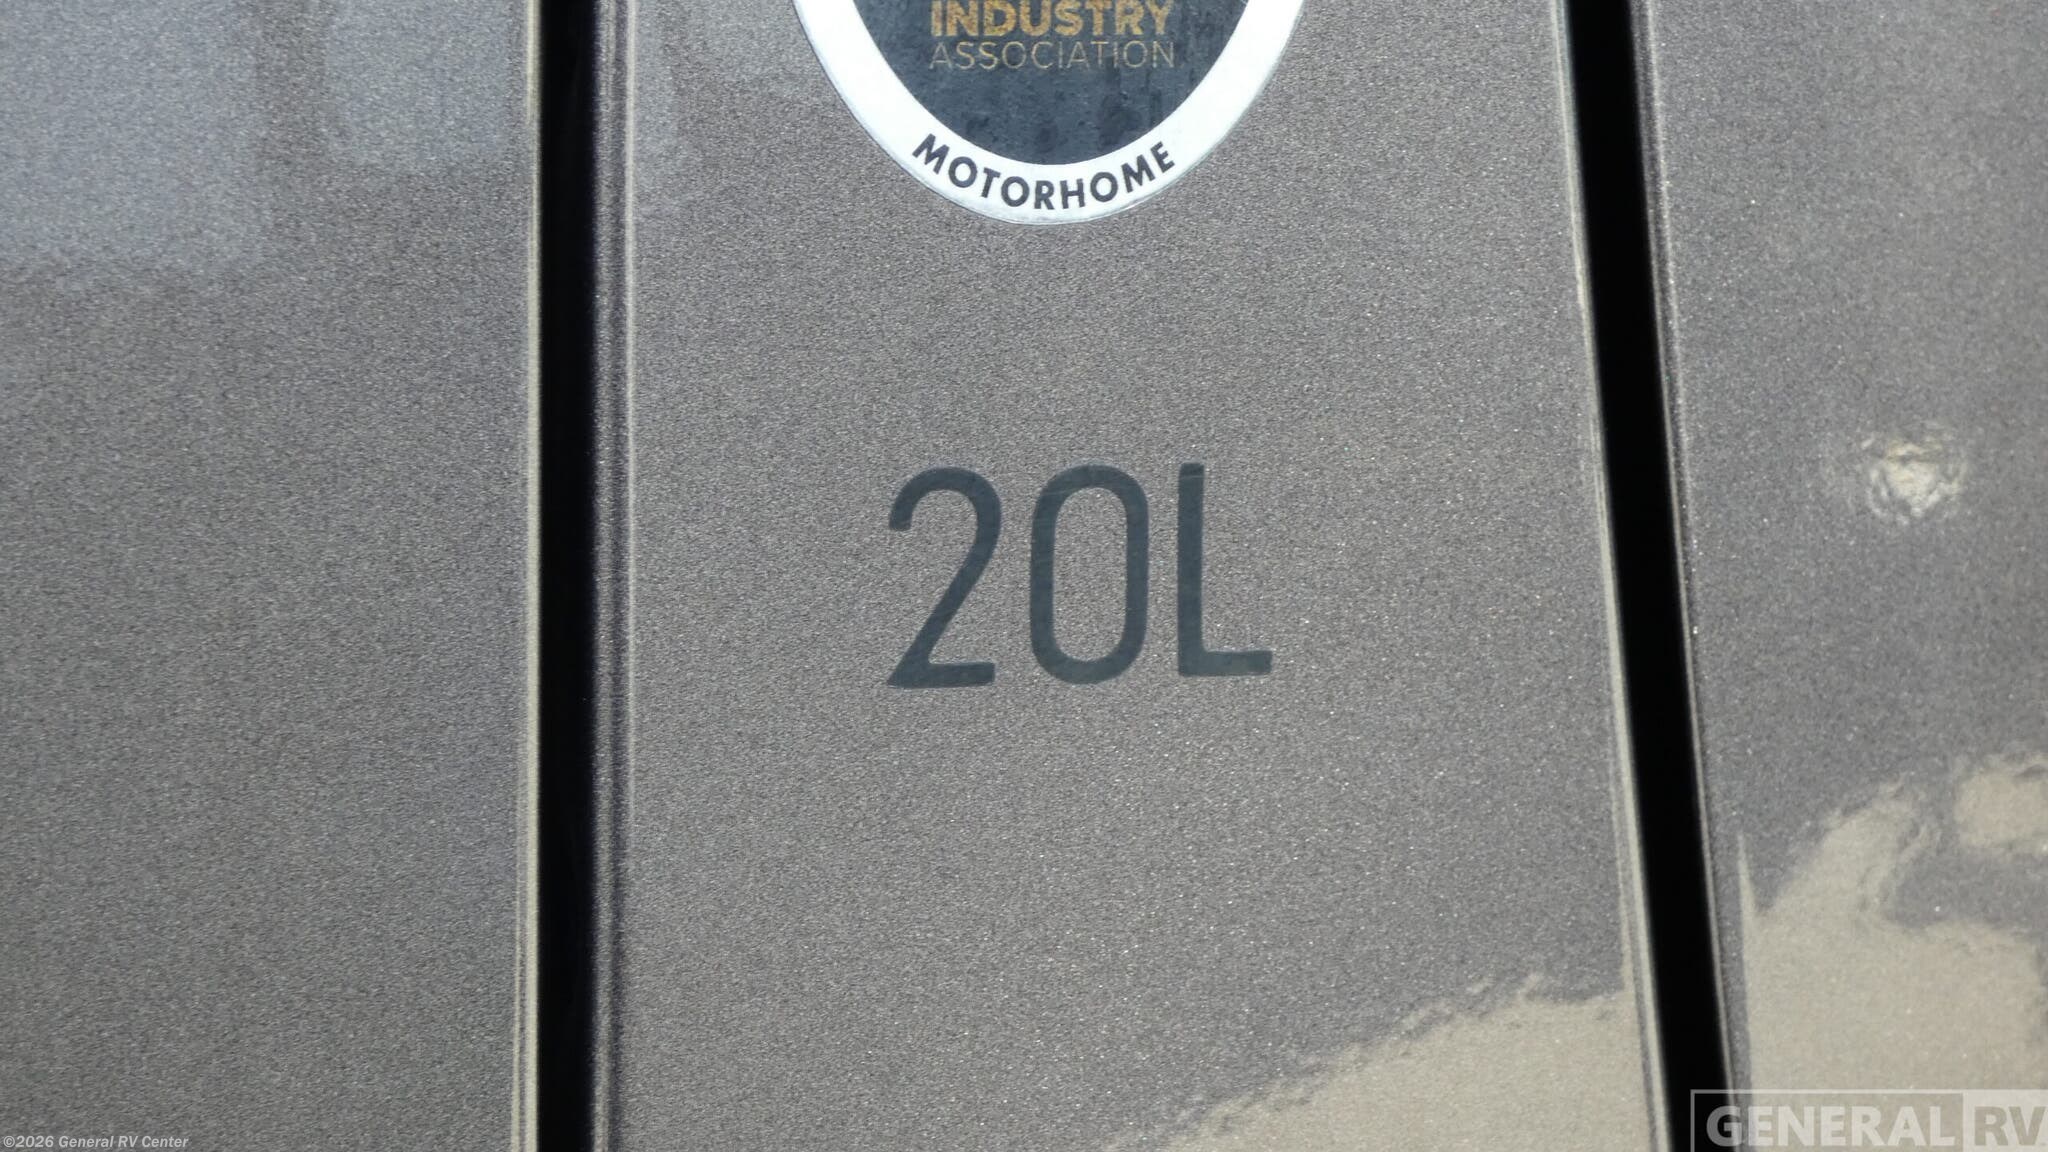 INDUSTRY
ASSOCIATION
MOTORHOME
20L
©2026 General RV Center
GENERAL RV